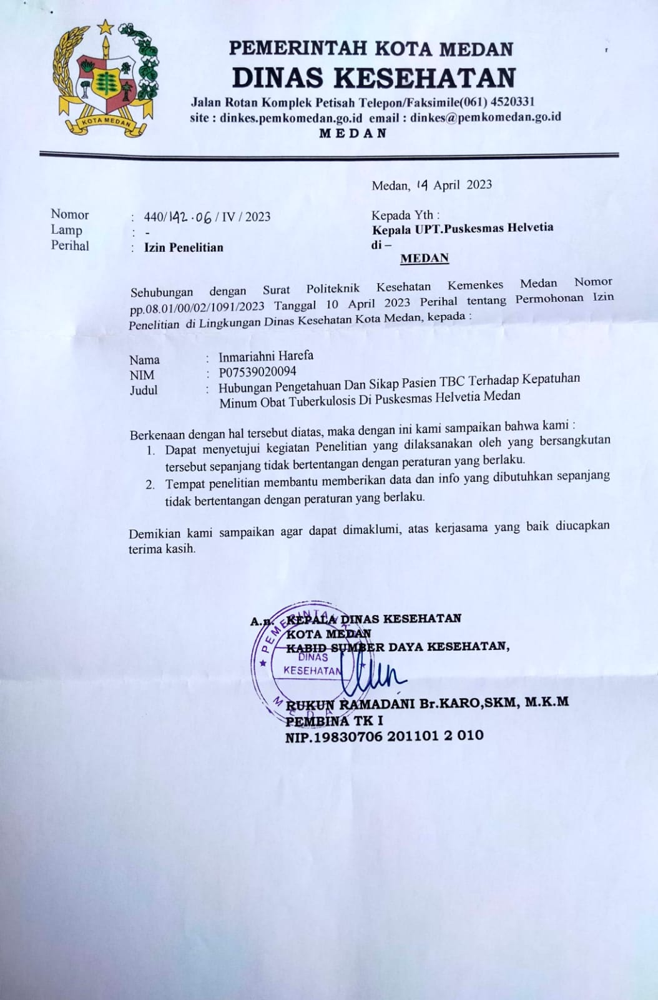 PEMERINTAH KOTA MEDAN
DINAS KESEHATAN
Jalan Rotan Komplek Petisah Telepon/Faksimile(061) 4520331
site : dinkes.pemkomedan.go.id email : dinkes@pemkomedan.go.id
MEDAN
KOTA MEDAN
Medan, 14 April 2023
Nomor : 440/142.06/IV/2023
Lamp : -
Perihal : Izin Penelitian
Kepada Yth :
Kepala UPT.Puskesmas Helvetia
di –
MEDAN
Sehubungan dengan Surat Politeknik Kesehatan Kemenkes Medan Nomor
pp.08.01/00/02/1091/2023 Tanggal 10 April 2023 Perihal tentang Permohonan Izin
Penelitian di Lingkungan Dinas Kesehatan Kota Medan, kepada :
Nama : Inmariahni Harefa
NIM : P07539020094
Judul : Hubungan Pengetahuan Dan Sikap Pasien TBC Terhadap Kepatuhan
Minum Obat Tuberkulosis Di Puskesmas Helvetia Medan
Berkenaan dengan hal tersebut diatas, maka dengan ini kami sampaikan bahwa kami :
1. Dapat menyetujui kegiatan Penelitian yang dilaksanakan oleh yang bersangkutan
tersebut sepanjang tidak bertentangan dengan peraturan yang berlaku.
2. Tempat penelitian membantu memberikan data dan info yang dibutuhkan sepanjang
tidak bertentangan dengan peraturan yang berlaku.
Demikian kami sampaikan agar dapat dimaklumi, atas kerjasama yang baik diucapkan
terima kasih.
A.n. KEPALA DINAS KESEHATAN
KOTA MEDAN
KABID SUMBER DAYA KESEHATAN,
PEMERINTAH
DINAS
KESEHATAN
MEDAN
RUKUN RAMADANI Br.KARO,SKM, M.K.M
PEMBINA TK I
NIP.19830706 201101 2 010